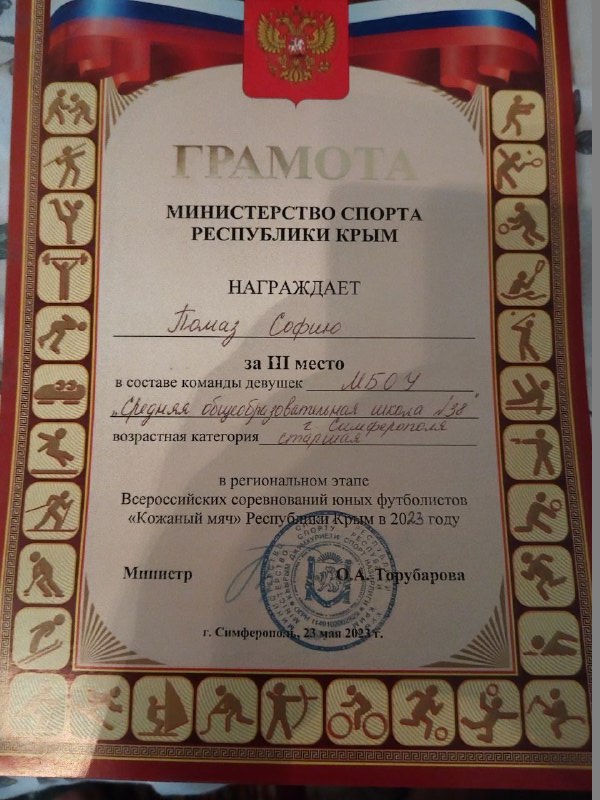 ГРАМОТА
МИНИСТЕРСТВО СПОРТА
РЕСПУБЛИКИ КРЫМ
НАГРАЖДАЕТ
Помаз Софию
за III место
в составе команды девушек МБОУ
„Средняя общеобразовательная школа №38"
г. Симферополя
возрастная категория старшая
в региональном этапе
Всероссийских соревнований юных футболистов
«Кожаный мяч» Республики Крым в 2023 году
Министр О.А. Торубарова
г. Симферополь, 23 мая 2023 г.